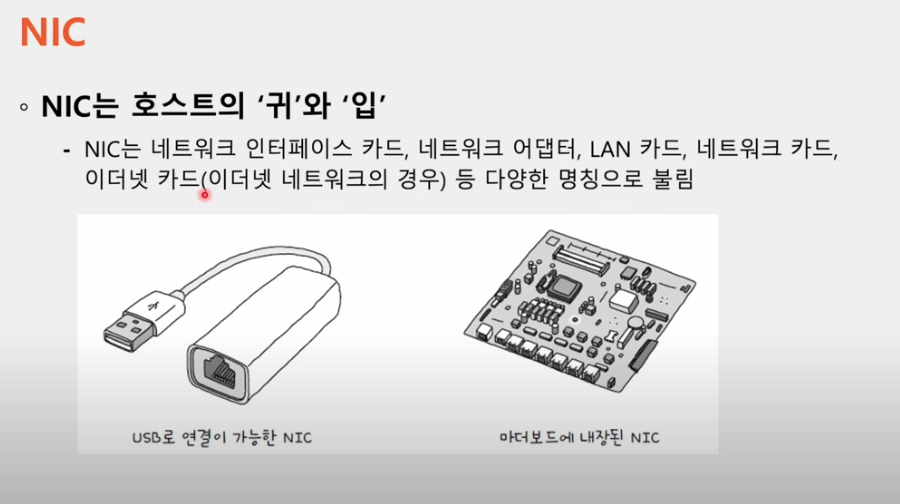 NIC
◦ NIC는 호스트의 ‘귀’와 ‘입’
- NIC는 네트워크 인터페이스 카드, 네트워크 어댑터, LAN 카드, 네트워크 카드,
이더넷 카드(이더넷 네트워크의 경우) 등 다양한 명칭으로 불림
USB로 연결이 가능한 NIC
마더보드에 내장된 NIC